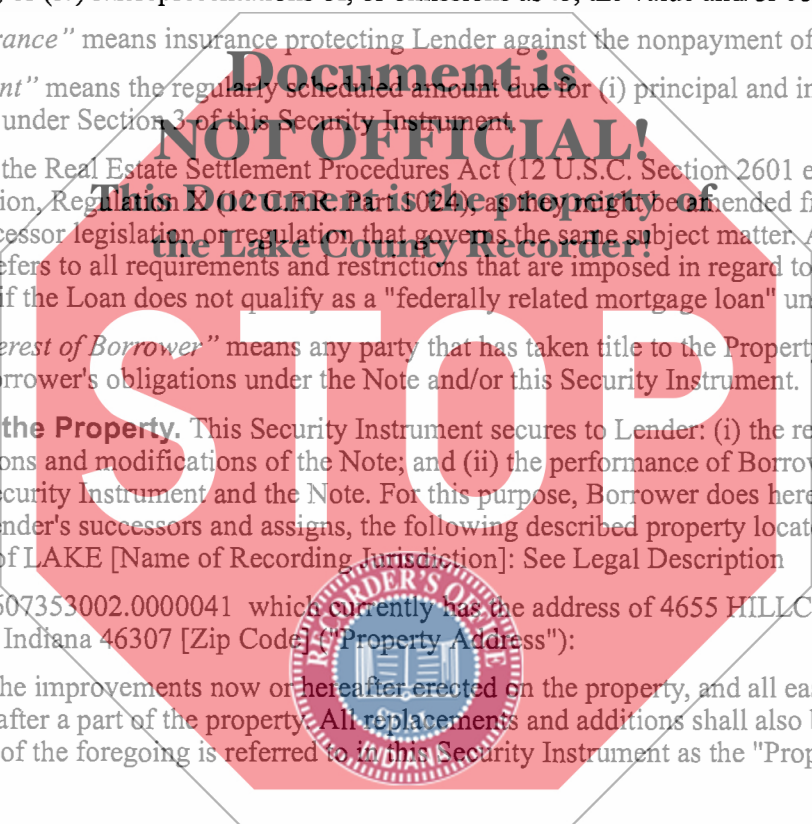 rance” means insurance protecting Lender against the nonpayment of
Document is
nt” means the regularly scheduled amount due for (i) principal and in
under Section 3 of this Security Instrument.
NOT OFFICIAL!
the Real Estate Settlement Procedures Act (12 U.S.C. Section 2601 e
This Document is the property of
ion, Regulation X (12 C.F.R. Part 1024), as they might be amended f
the Lake County Recorder!
cessor legislation or regulation that governs the same subject matter. A
efers to all requirements and restrictions that are imposed in regard to
if the Loan does not qualify as a "federally related mortgage loan" un
STOP
erest of Borrower” means any party that has taken title to the Property
orrower's obligations under the Note and/or this Security Instrument.
the Property. This Security Instrument secures to Lender: (i) the re
ons and modifications of the Note; and (ii) the performance of Borrow
ecurity Instrument and the Note. For this purpose, Borrower does here
nder's successors and assigns, the following described property locat
of LAKE [Name of Recording Jurisdiction]: See Legal Description
507353002.0000041 which currently has the address of 4655 HILLC
Indiana 46307 [Zip Code] ("Property Address"):
RECORDER'S OFFICE
he improvements now or hereafter erected on the property, and all ea
after a part of the property. All replacements and additions shall also
SEAL
of the foregoing is referred to in this Security Instrument as the "Prop
INDIANA